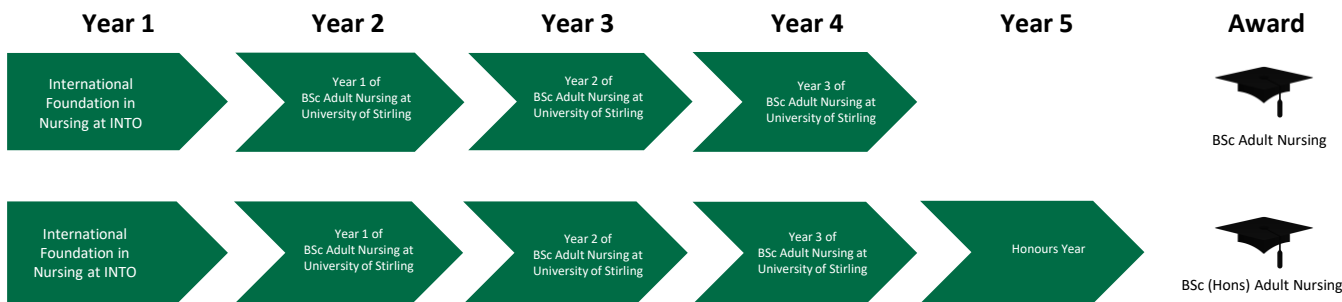 Year 1
Year 2
Year 3
Year 4
Year 5
Award
International
Foundation in
Nursing at INTO
Year 1 of
BSc Adult Nursing at
University of Stirling
Year 2 of
BSc Adult Nursing at
University of Stirling
Year 3 of
BSc Adult Nursing at
University of Stirling
BSc Adult Nursing
International
Foundation in
Nursing at INTO
Year 1 of
BSc Adult Nursing at
University of Stirling
Year 2 of
BSc Adult Nursing at
University of Stirling
Year 3 of
BSc Adult Nursing at
University of Stirling
Honours Year
BSc (Hons) Adult Nursing